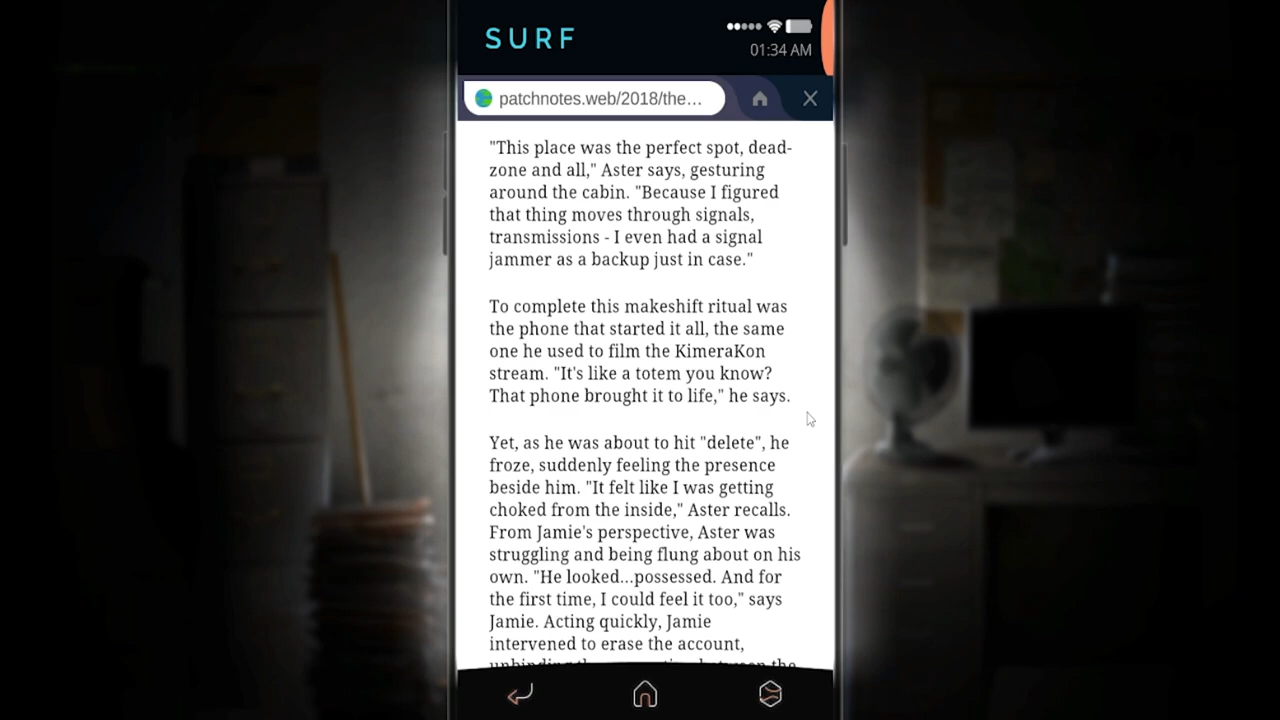 SURF
01:34 AM
patchnotes.web/2018/the...
"This place was the perfect spot, dead-
zone and all," Aster says, gesturing
around the cabin. "Because I figured
that thing moves through signals,
transmissions - I even had a signal
jammer as a backup just in case."
To complete this makeshift ritual was
the phone that started it all, the same
one he used to film the KimeraKon
stream. "It's like a totem you know?
That phone brought it to life," he says.
Yet, as he was about to hit "delete", he
froze, suddenly feeling the presence
beside him. "It felt like I was getting
choked from the inside," Aster recalls.
From Jamie's perspective, Aster was
struggling and being flung about on his
own. "He looked...possessed. And for
the first time, I could feel it too," says
Jamie. Acting quickly, Jamie
intervened to erase the account,